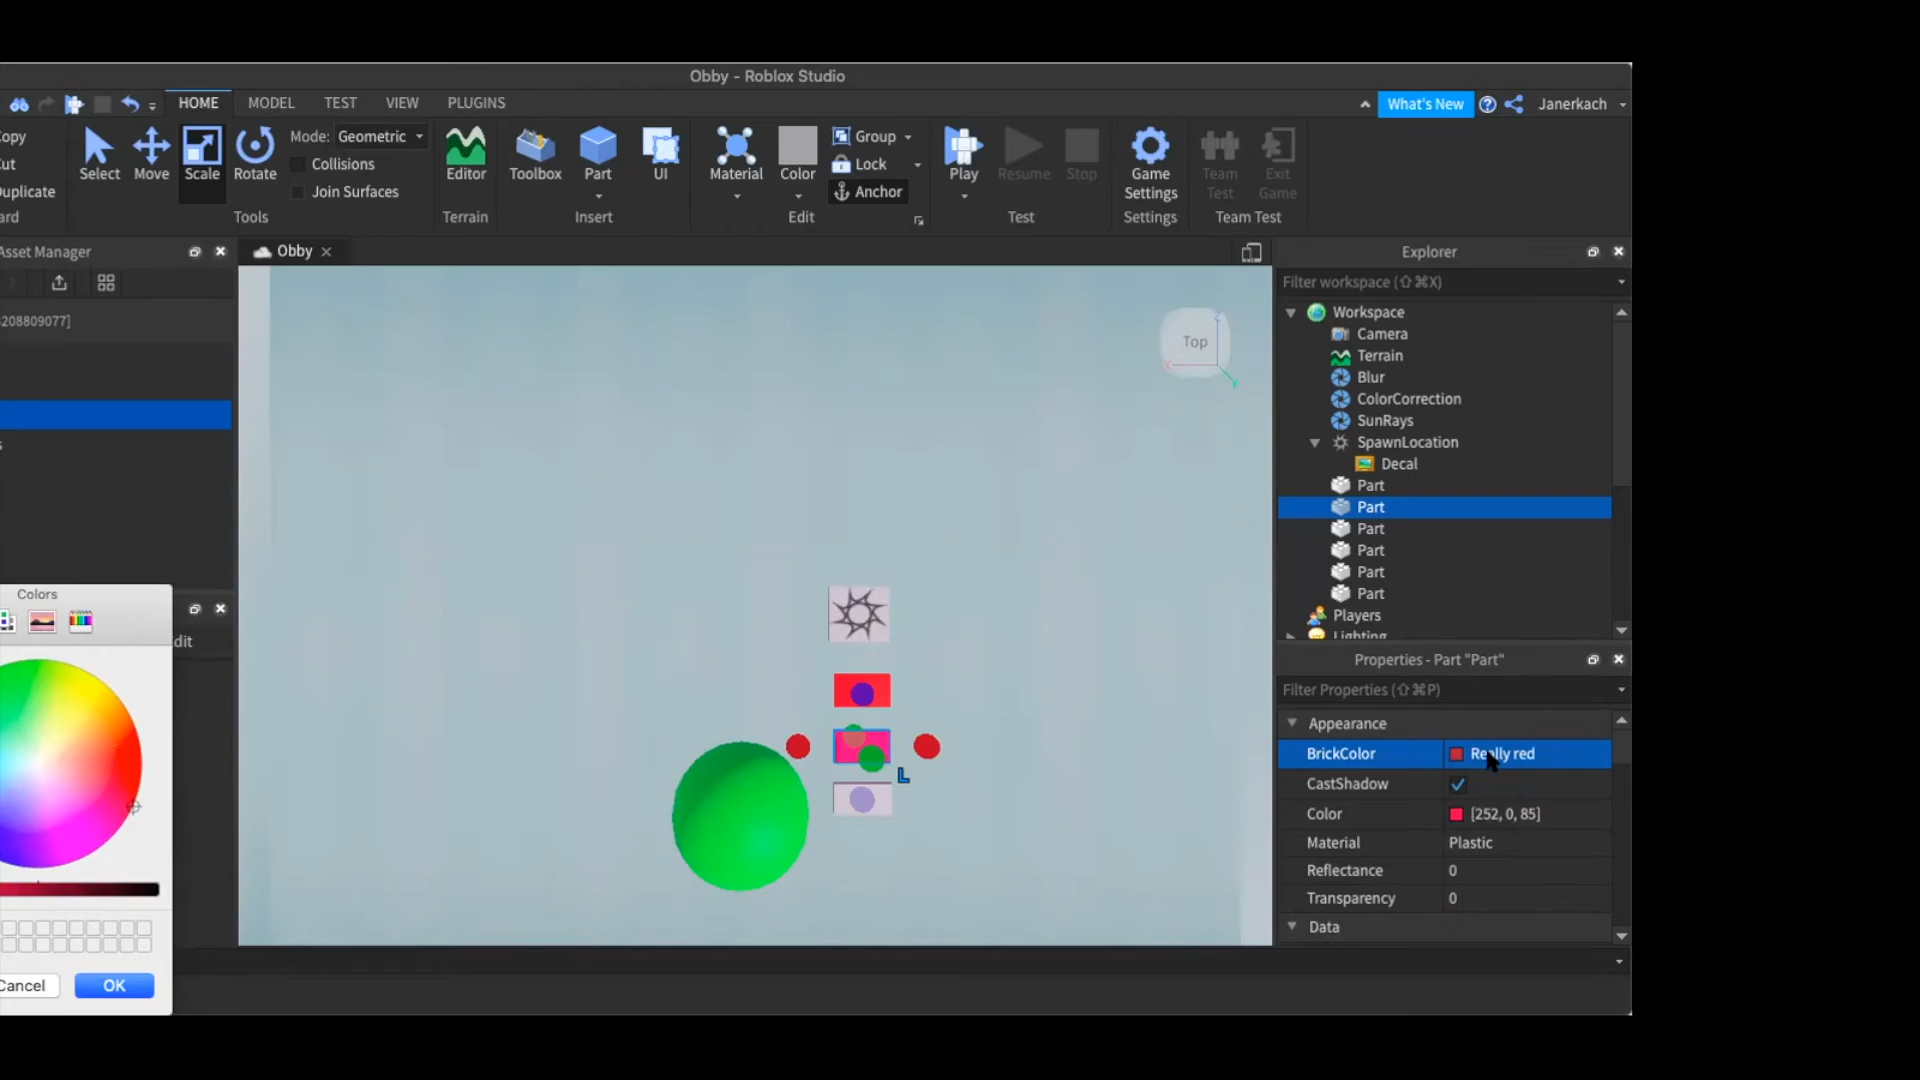 Obby - Roblox Studio
HOME MODEL TEST VIEW PLUGINS
What's New
Janerkach
opy
ut
uplicate
ard
Select Move Scale Rotate
Mode: Geometric
Collisions
Join Surfaces
Tools
Editor
Terrain
Toolbox Part UI
Insert
Material Color
Group
Lock
Anchor
Edit
Play Resume Stop
Test
Game Settings
Settings
Team Test
Exit Game
Team Test
Asset Manager
Obby
Explorer
Filter workspace (⇧⌘X)
208809077]
Workspace
Camera
Terrain
Blur
ColorCorrection
SunRays
SpawnLocation
Decal
Part
Part
Part
Part
Part
Part
Players
Lighting
Top
X
L
Colors
dit
Cancel
OK
Properties - Part "Part"
Filter Properties (⇧⌘P)
Appearance
BrickColor Really red
CastShadow
Color [252, 0, 85]
Material Plastic
Reflectance 0
Transparency 0
Data